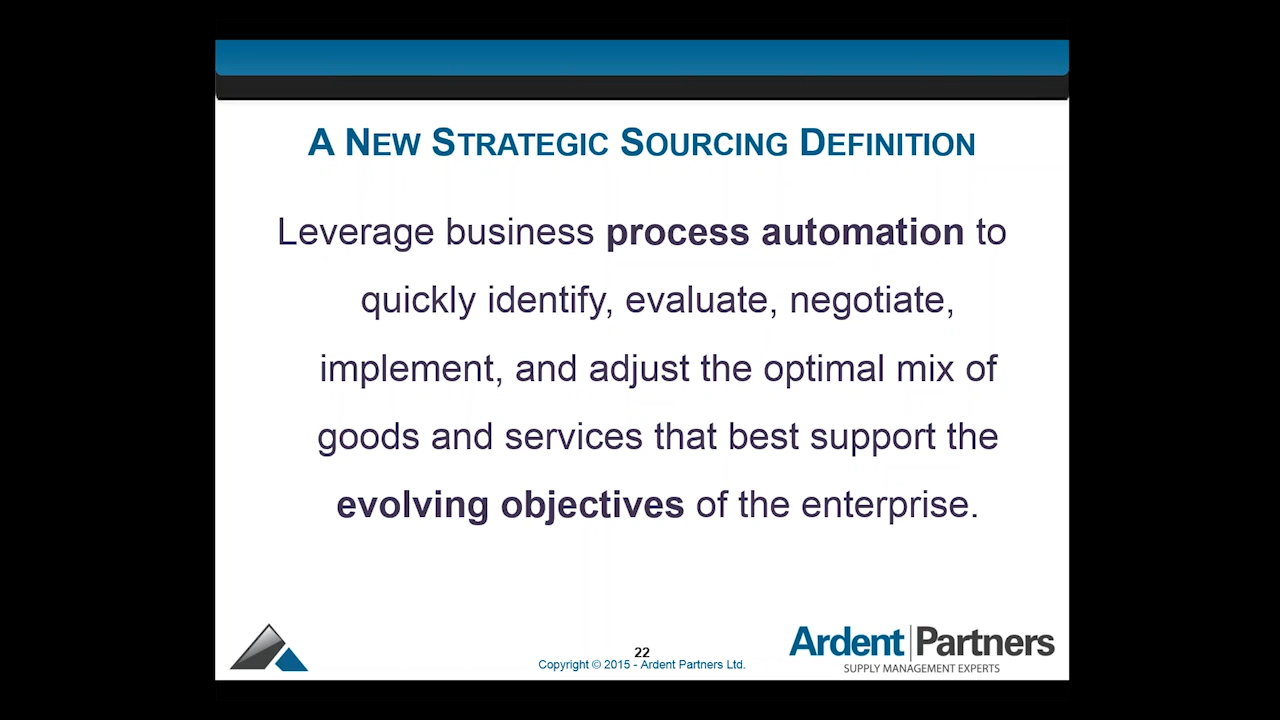 A NEW STRATEGIC SOURCING DEFINITION
Leverage business process automation to
quickly identify, evaluate, negotiate,
implement, and adjust the optimal mix of
goods and services that best support the
evolving objectives of the enterprise.
22
Copyright © 2015 - Ardent Partners Ltd.
Ardent Partners
SUPPLY MANAGEMENT EXPERTS